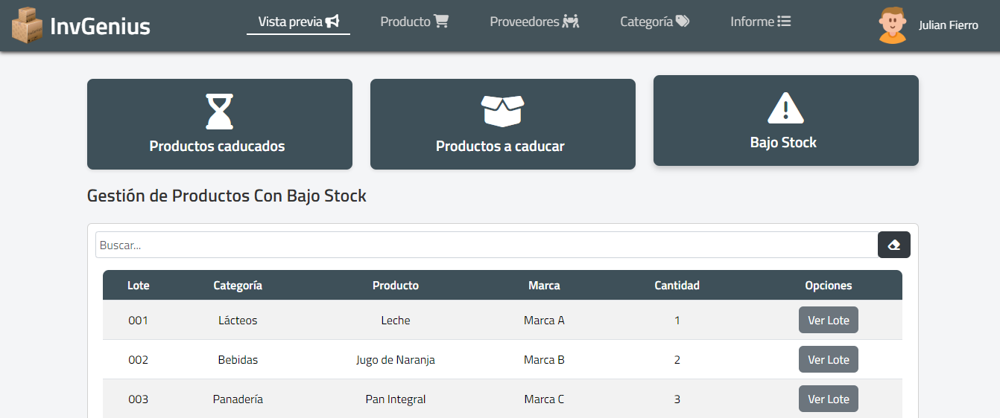 InvGenius
Vista previa
Producto
Proveedores
Categoría
Informe
Julian Fierro
Productos caducados
Productos a caducar
Bajo Stock
Gestión de Productos Con Bajo Stock
Buscar...
Lote Categoría Producto Marca Cantidad Opciones
001 Lácteos Leche Marca A 1 Ver Lote
002 Bebidas Jugo de Naranja Marca B 2 Ver Lote
003 Panadería Pan Integral Marca C 3 Ver Lote